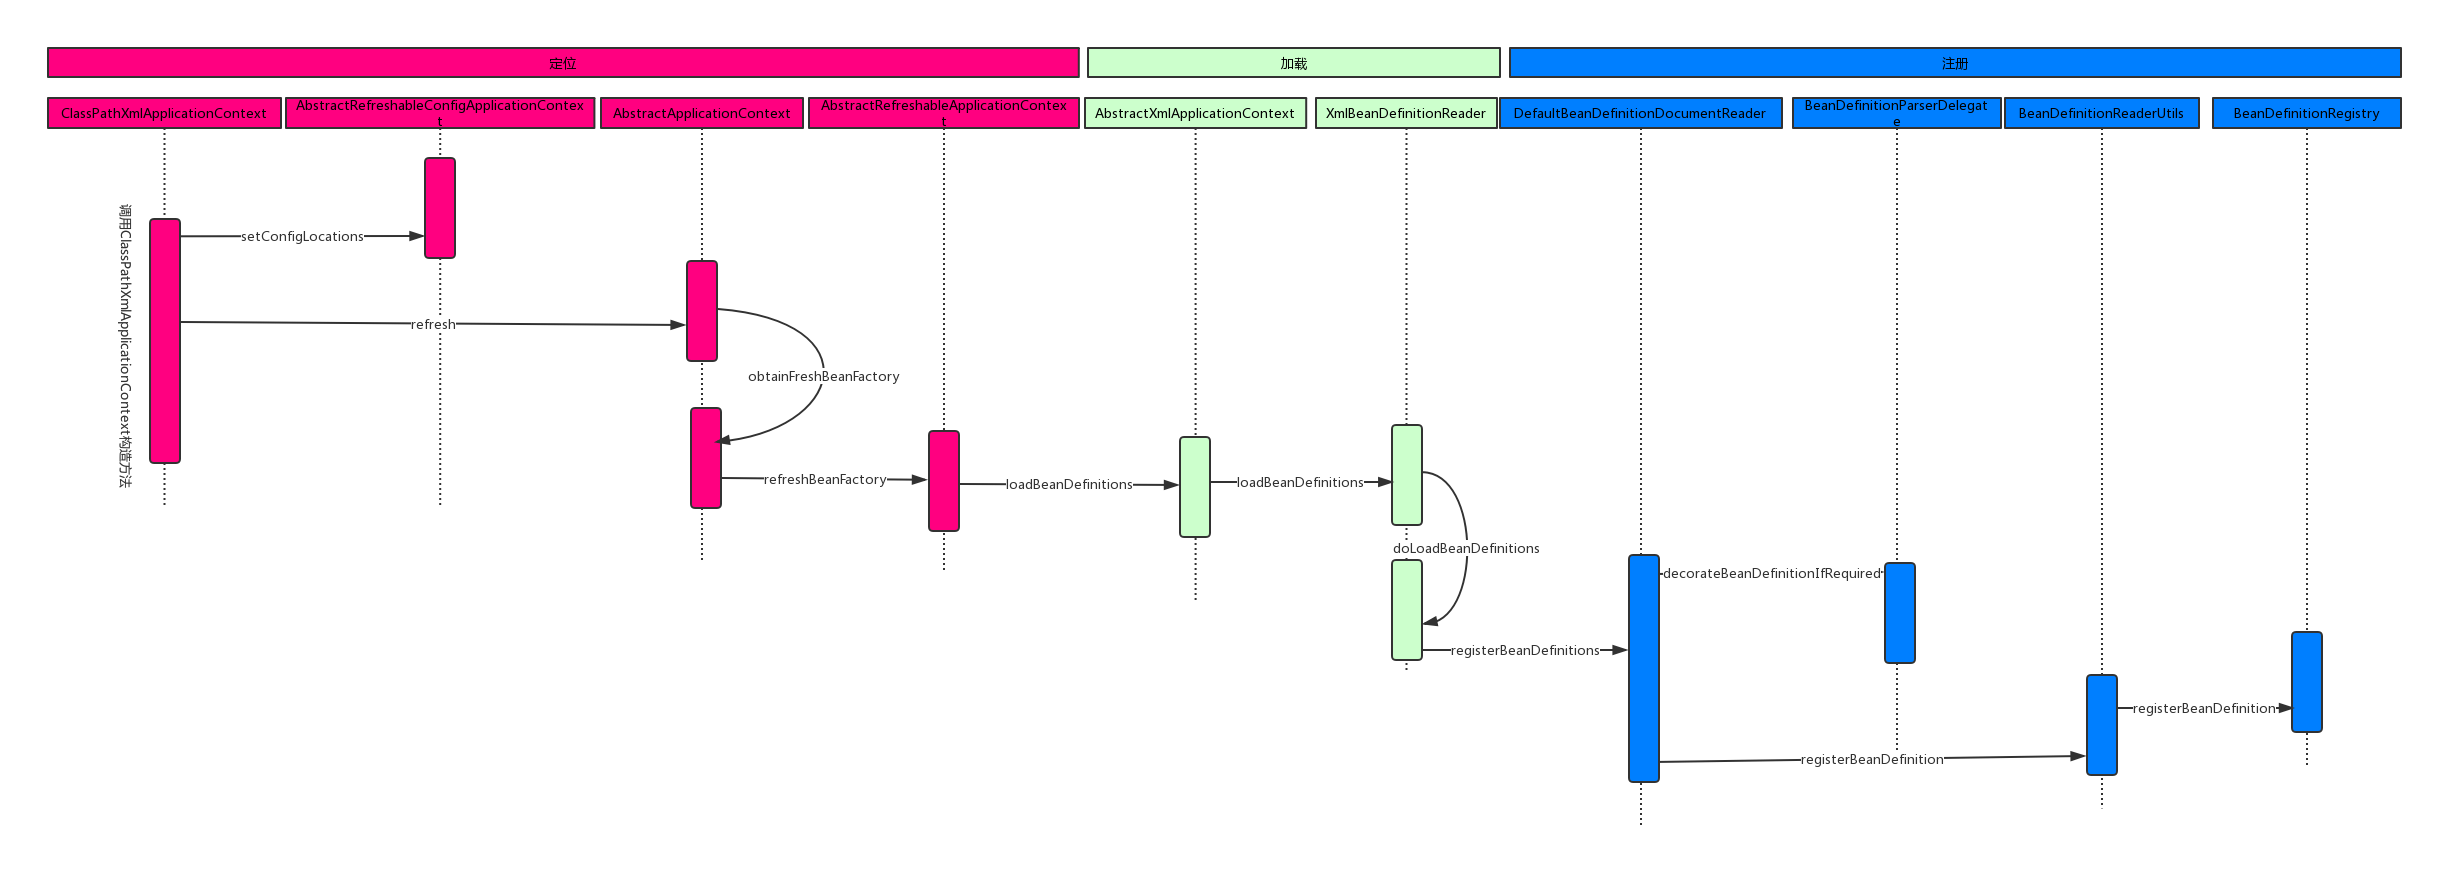 定位
加载
注册
ClassPathXmlApplicationContext
AbstractRefreshableConfigApplicationContex
t
AbstractApplicationContext
AbstractRefreshableApplicationContex
t
AbstractXmlApplicationContext
XmlBeanDefinitionReader
DefaultBeanDefinitionDocumentReader
BeanDefinitionParserDelegat
e
BeanDefinitionReaderUtils
BeanDefinitionRegistry
调用ClassPathXmlApplicationContext构造方法
setConfigLocations
refresh
obtainFreshBeanFactory
refreshBeanFactory
loadBeanDefinitions
loadBeanDefinitions
doLoadBeanDefinitions
decorateBeanDefinitionIfRequired
registerBeanDefinitions
registerBeanDefinition
registerBeanDefinition